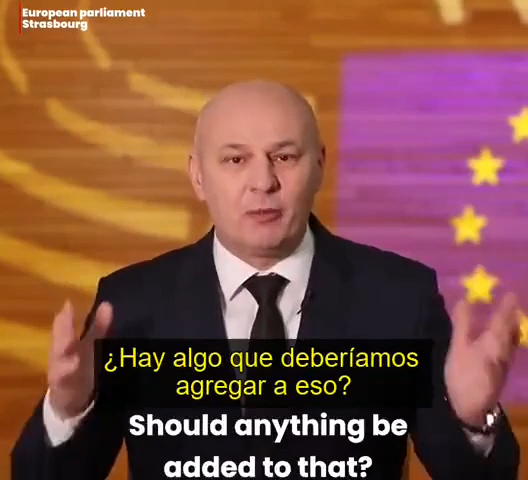 European parliament
Strasbourg
¿Hay algo que deberíamos
agregar a eso?
Should anything be
added to that?